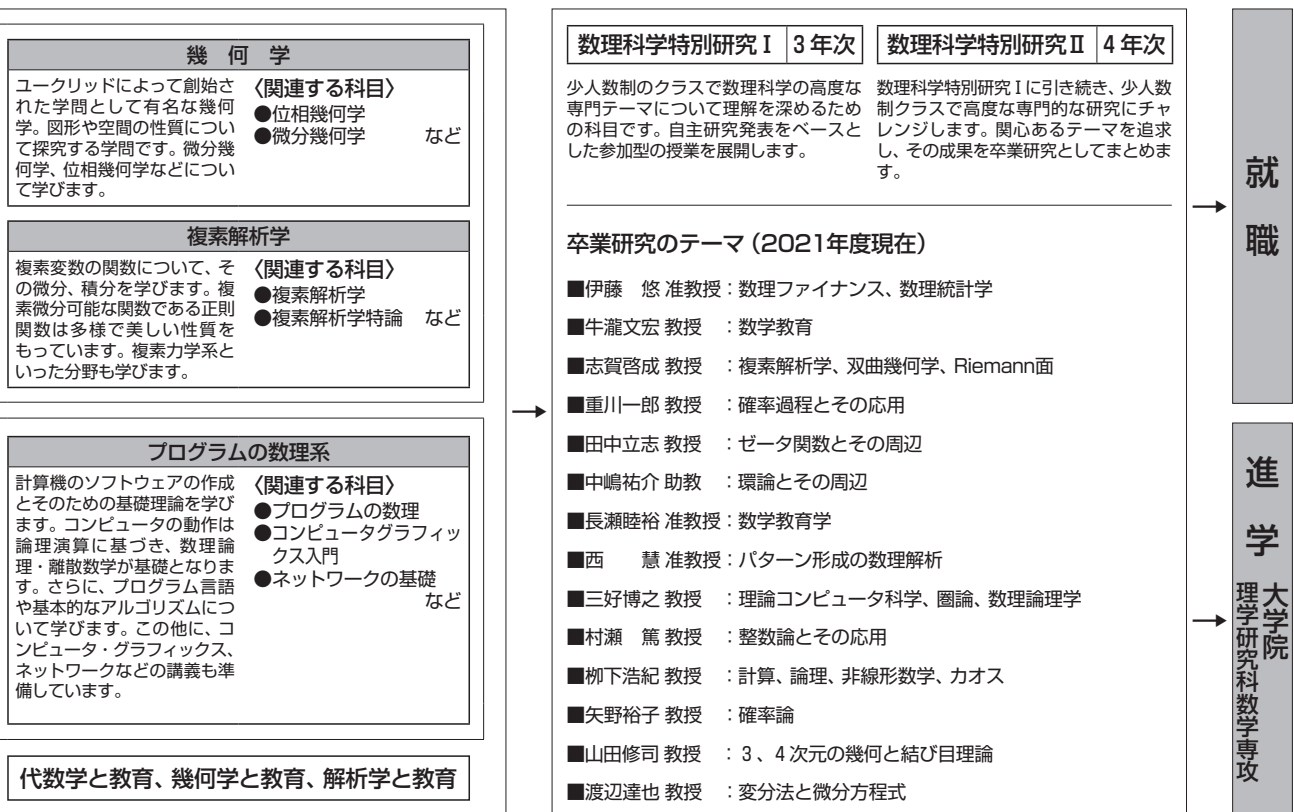 幾何学
ユークリッドによって創始さ
れた学問として有名な幾何
学。図形や空間の性質につい
て探究する学問です。微分幾
何学、位相幾何学などについ
て学びます。
〈関連する科目〉
●位相幾何学
●微分幾何学 など
複素解析学
複素変数の関数について、そ
の微分、積分を学びます。複
素微分可能な関数である正則
関数は多様で美しい性質を
もっています。複素力学系と
いった分野も学びます。
〈関連する科目〉
●複素解析学
●複素解析学特論 など
プログラムの数理系
計算機のソフトウェアの作成
とそのための基礎理論を学び
ます。コンピュータの動作は
論理演算に基づき、数理論
理・離散数学が基礎となりま
す。さらに、プログラム言語
や基本的なアルゴリズムにつ
いて学びます。この他に、コ
ンピュータ・グラフィックス、
ネットワークなどの講義も準
備しています。
〈関連する科目〉
●プログラムの数理
●コンピュータグラフィッ
クス入門
●ネットワークの基礎
など
代数学と教育、幾何学と教育、解析学と教育
数理科学特別研究Ⅰ 3年次
少人数制のクラスで数理科学の高度な
専門テーマについて理解を深めるため
の科目です。自主研究発表をベースと
した参加型の授業を展開します。
数理科学特別研究Ⅱ 4年次
数理科学特別研究Ⅰに引き続き、少人数
制クラスで高度な専門的な研究にチャ
レンジします。関心あるテーマを追求
し、その成果を卒業研究としてまとめま
す。
卒業研究のテーマ(2021年度現在)
■伊藤 悠 准教授:数理ファイナンス、数理統計学
■牛瀧文宏 教授 :数学教育
■志賀啓成 教授 :複素解析学、双曲幾何学、Riemann面
■重川一郎 教授 :確率過程とその応用
■田中立志 教授 :ゼータ関数とその周辺
■中嶋祐介 助教 :環論とその周辺
■長瀬睦裕 准教授:数学教育学
■西 慧 准教授:パターン形成の数理解析
■三好博之 教授 :理論コンピュータ科学、圏論、数理論理学
■村瀬 篤 教授 :整数論とその応用
■柳下浩紀 教授 :計算、論理、非線形数学、カオス
■矢野裕子 教授 :確率論
■山田修司 教授 :3、4次元の幾何と結び目理論
■渡辺達也 教授 :変分法と微分方程式
就職
進学
大学院
理学研究科数学専攻